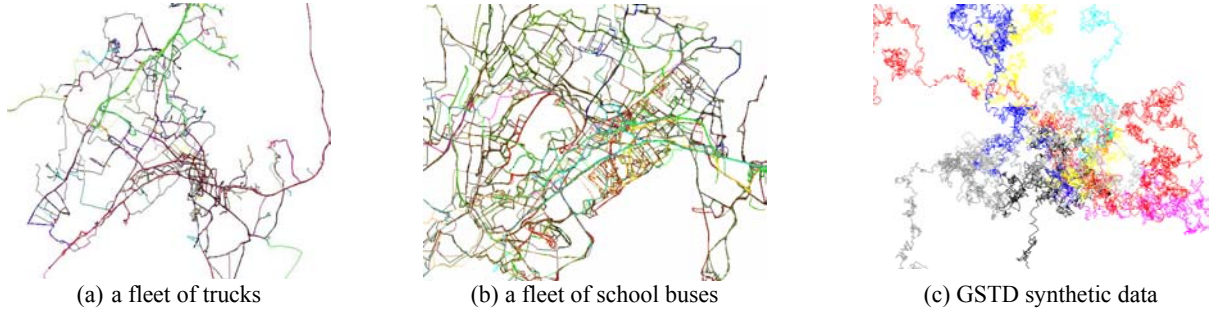 (a) a fleet of trucks
(b) a fleet of school buses
(c) GSTD synthetic data